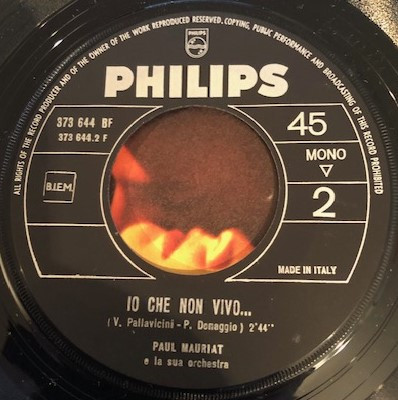 ALL RIGHTS OF THE RECORD PRODUCER AND OF THE OWNER OF THE WORK REPRODUCED RESERVED. COPYING, PUBLIC PERFORMANCE AND BROADCASTING OF THIS RECORD PROHIBITED
PHILIPS
PHILIPS
373 644 BF
373 644.2 F
45
MONO
B.I.E.M.
2
MADE IN ITALY
IO CHE NON VIVO...
( V. Pallavicini - P. Donaggio ) 2'44''
PAUL MAURIAT
e la sua orchestra